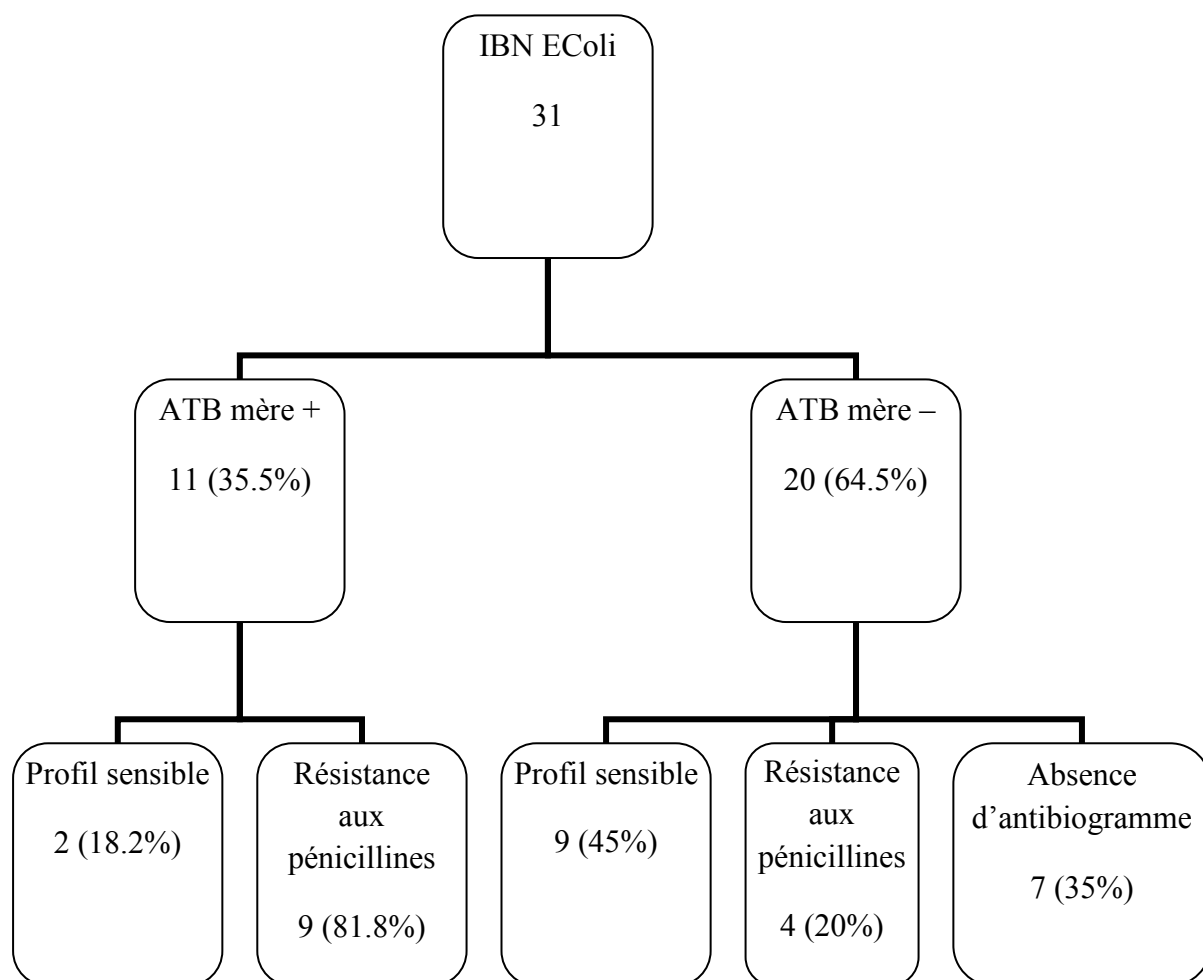 IBN EColi
31
ATB mère +
11 (35.5%)
ATB mère –
20 (64.5%)
Profil sensible
2 (18.2%)
Résistance
aux
pénicillines
9 (81.8%)
Profil sensible
9 (45%)
Résistance
aux
pénicillines
4 (20%)
Absence
d’antibiogramme
7 (35%)